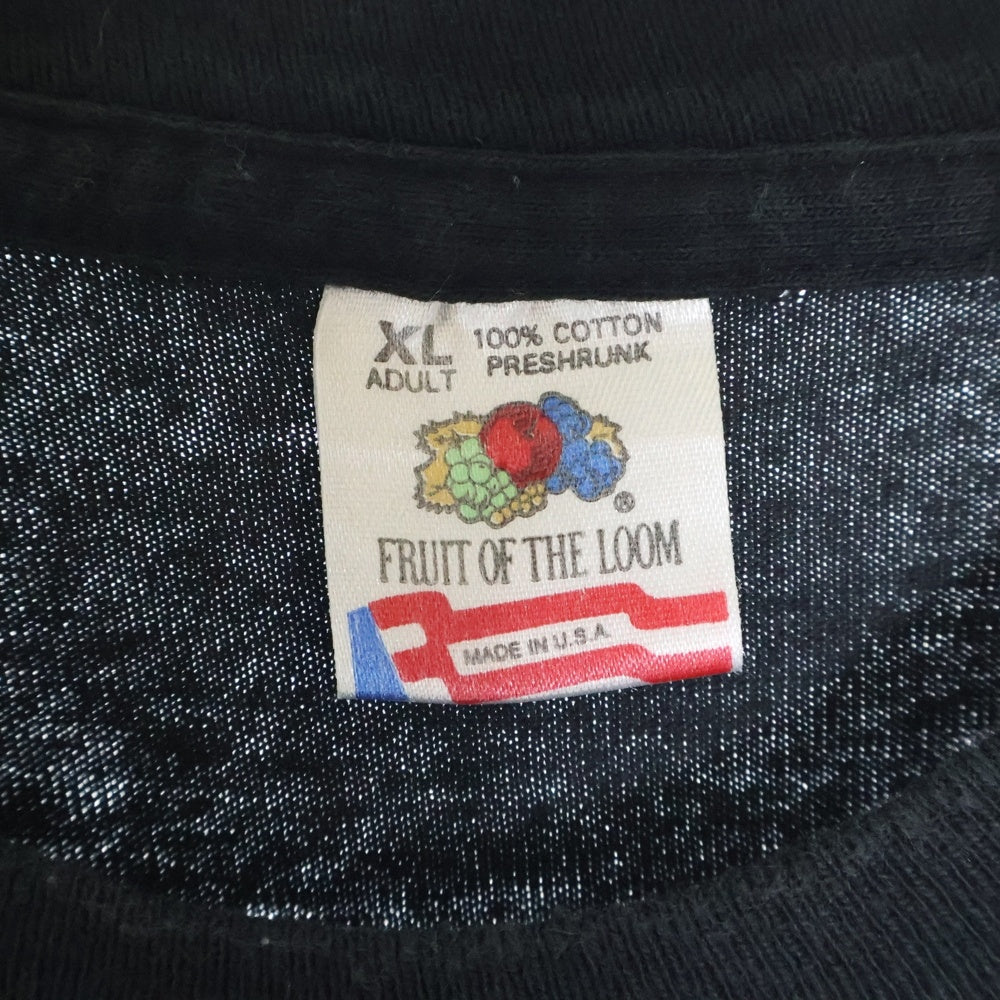 XL 100% COTTON
ADULT PRESHRUNK
®
FRUIT OF THE LOOM
MADE IN U.S.A.